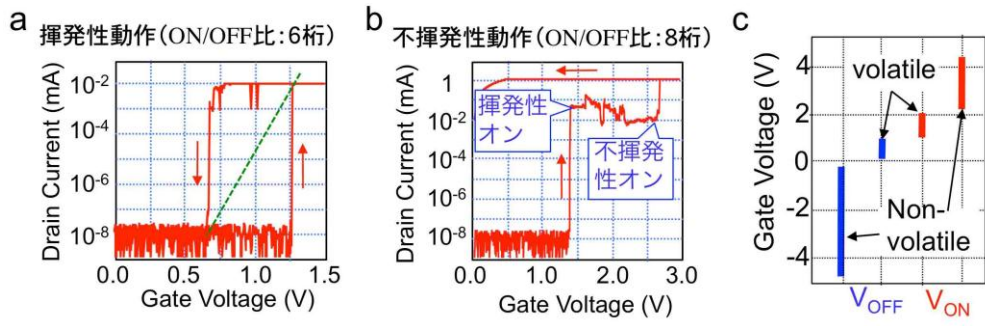 a 揮発性動作(ON/OFF比:6桁)
Drain Current (mA)
10-2
10-4
10-6
10-8
0.0 0.5 1.0 1.5
Gate Voltage (V)
b 不揮発性動作(ON/OFF比:8桁)
Drain Current (mA)
1
10-2
10-4
10-6
10-8
揮発性
オン
不揮発
性オン
0.0 1.0 2.0 3.0
Gate Voltage (V)
c
Gate Voltage (V)
4
2
0
-2
-4
volatile
Non-
volatile
VOFF VON